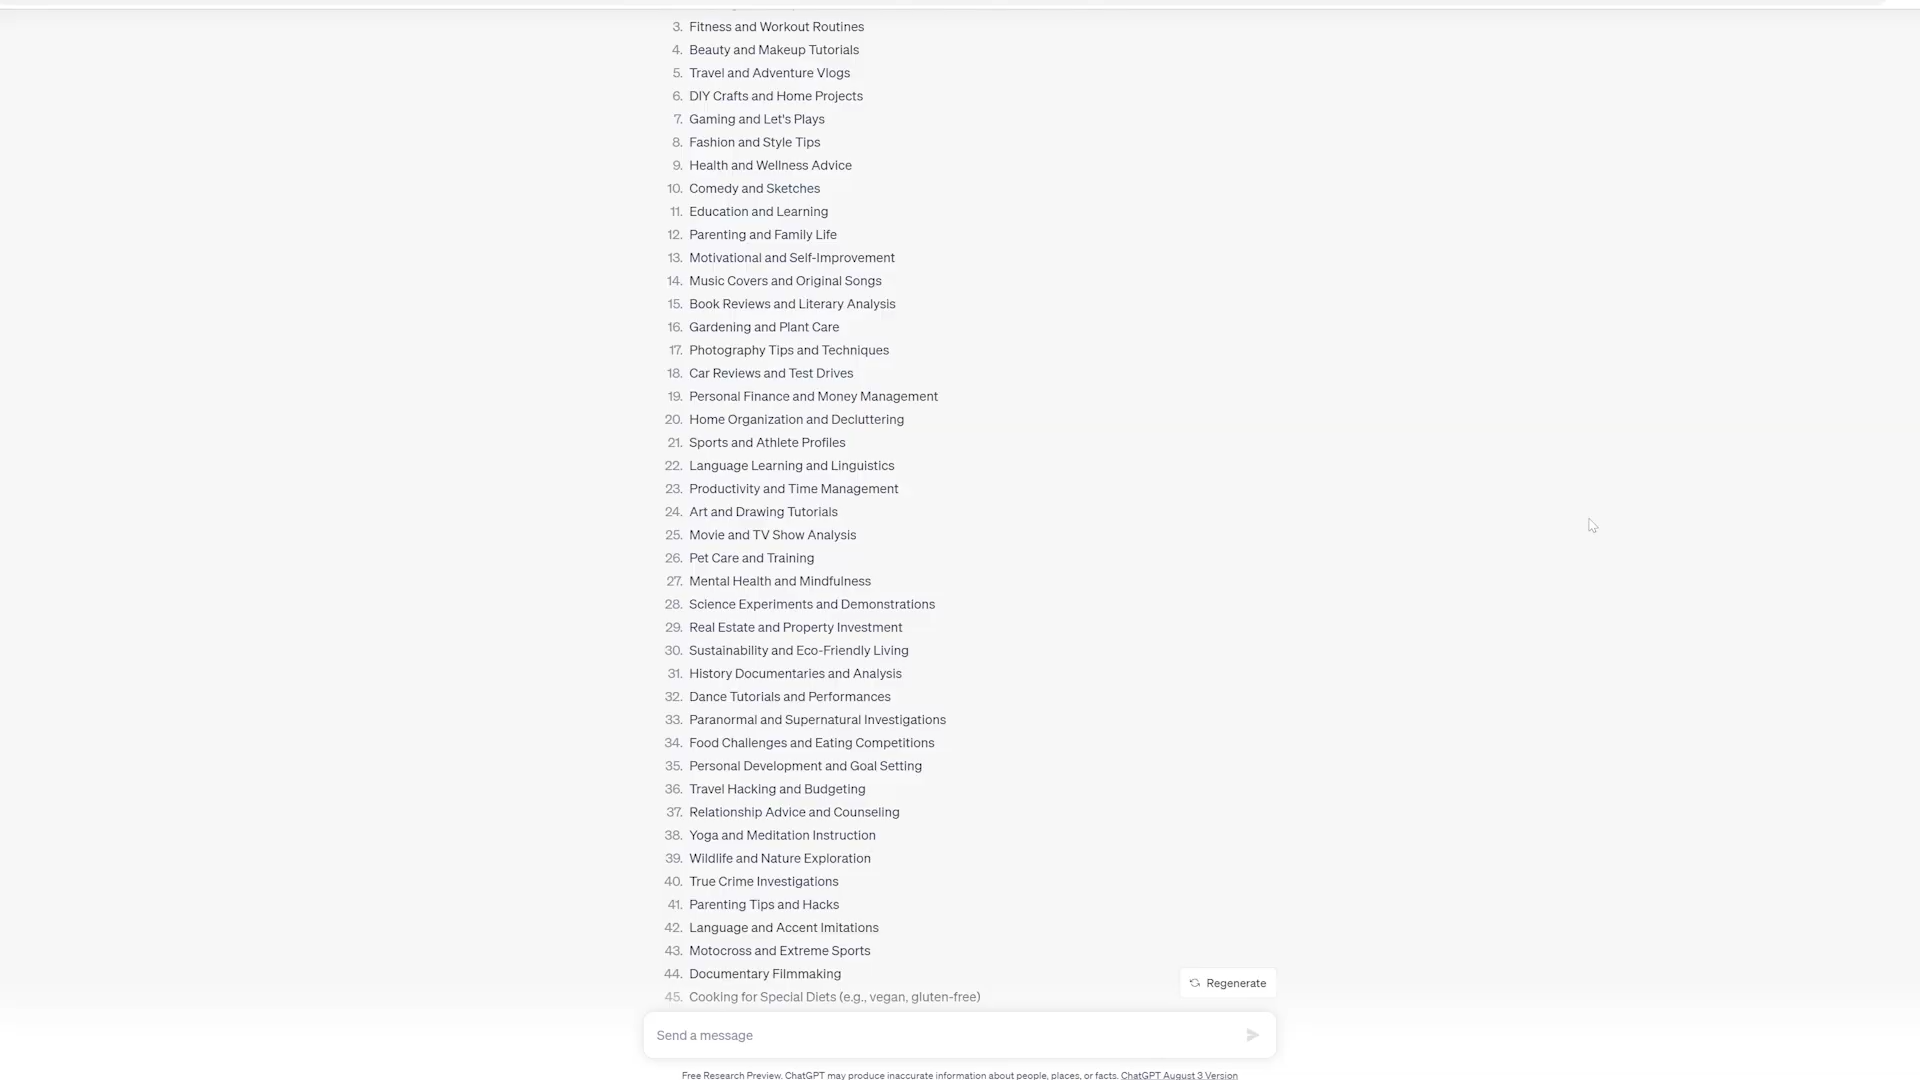 3. Fitness and Workout Routines
4. Beauty and Makeup Tutorials
5. Travel and Adventure Vlogs
6. DIY Crafts and Home Projects
7. Gaming and Let's Plays
8. Fashion and Style Tips
9. Health and Wellness Advice
10. Comedy and Sketches
11. Education and Learning
12. Parenting and Family Life
13. Motivational and Self-Improvement
14. Music Covers and Original Songs
15. Book Reviews and Literary Analysis
16. Gardening and Plant Care
17. Photography Tips and Techniques
18. Car Reviews and Test Drives
19. Personal Finance and Money Management
20. Home Organization and Decluttering
21. Sports and Athlete Profiles
22. Language Learning and Linguistics
23. Productivity and Time Management
24. Art and Drawing Tutorials
25. Movie and TV Show Analysis
26. Pet Care and Training
27. Mental Health and Mindfulness
28. Science Experiments and Demonstrations
29. Real Estate and Property Investment
30. Sustainability and Eco-Friendly Living
31. History Documentaries and Analysis
32. Dance Tutorials and Performances
33. Paranormal and Supernatural Investigations
34. Food Challenges and Eating Competitions
35. Personal Development and Goal Setting
36. Travel Hacking and Budgeting
37. Relationship Advice and Counseling
38. Yoga and Meditation Instruction
39. Wildlife and Nature Exploration
40. True Crime Investigations
41. Parenting Tips and Hacks
42. Language and Accent Imitations
43. Motocross and Extreme Sports
44. Documentary Filmmaking
45. Cooking for Special Diets (e.g., vegan, gluten-free)
Regenerate
Send a message
Free Research Preview. ChatGPT may produce inaccurate information about people, places, or facts. ChatGPT August 3 Version